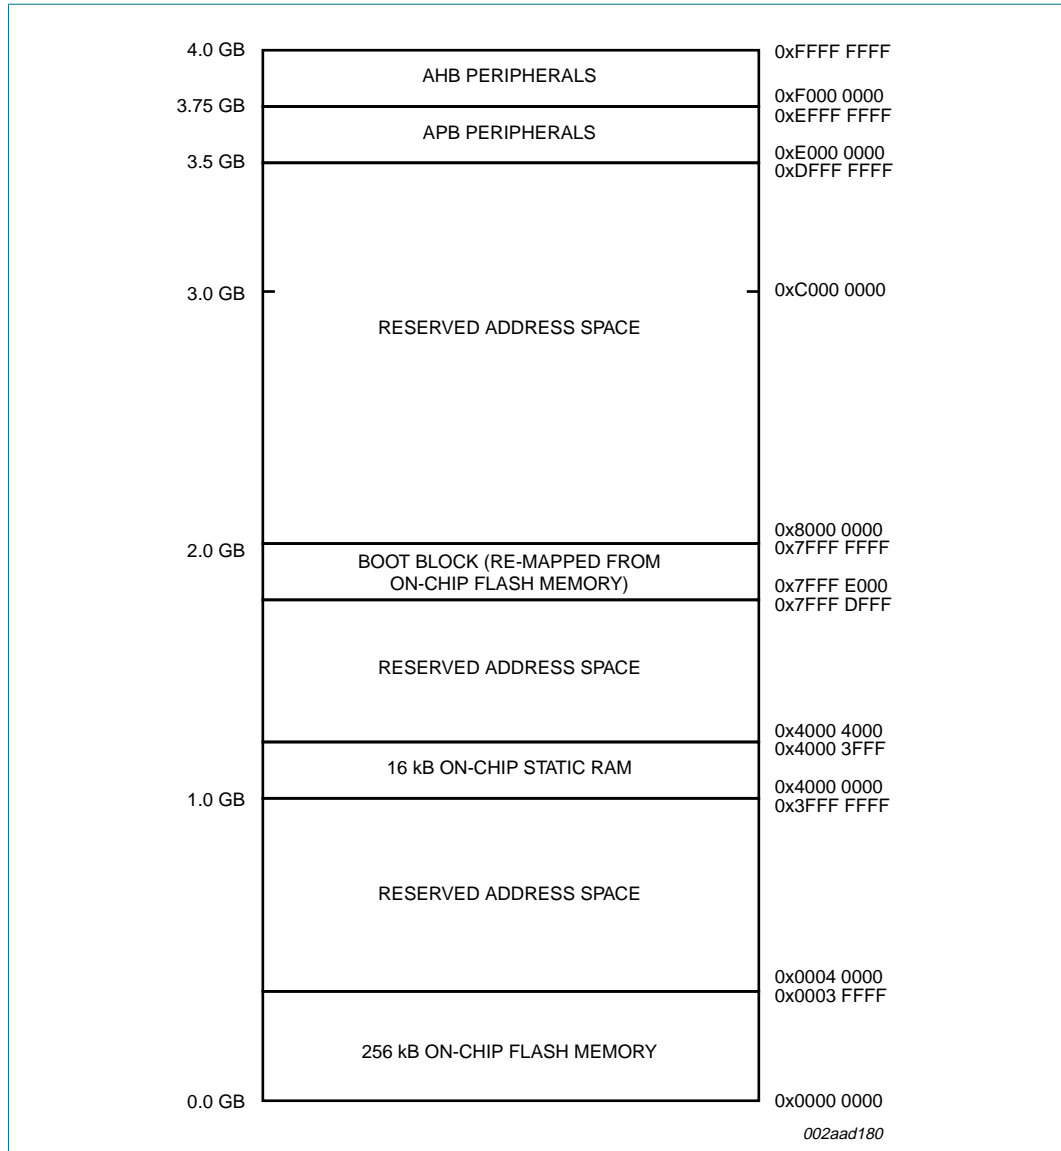 4.0 GB
0xFFFF FFFF
AHB PERIPHERALS
0xF000 0000
3.75 GB
0xEFFF FFFF
APB PERIPHERALS
0xE000 0000
3.5 GB
0xDFFF FFFF
3.0 GB
0xC000 0000
RESERVED ADDRESS SPACE
0x8000 0000
2.0 GB
0x7FFF FFFF
BOOT BLOCK (RE-MAPPED FROM
ON-CHIP FLASH MEMORY)
0x7FFF E000
0x7FFF DFFF
RESERVED ADDRESS SPACE
0x4000 4000
0x4000 3FFF
16 kB ON-CHIP STATIC RAM
0x4000 0000
1.0 GB
0x3FFF FFFF
RESERVED ADDRESS SPACE
0x0004 0000
0x0003 FFFF
256 kB ON-CHIP FLASH MEMORY
0.0 GB
0x0000 0000
002aad180